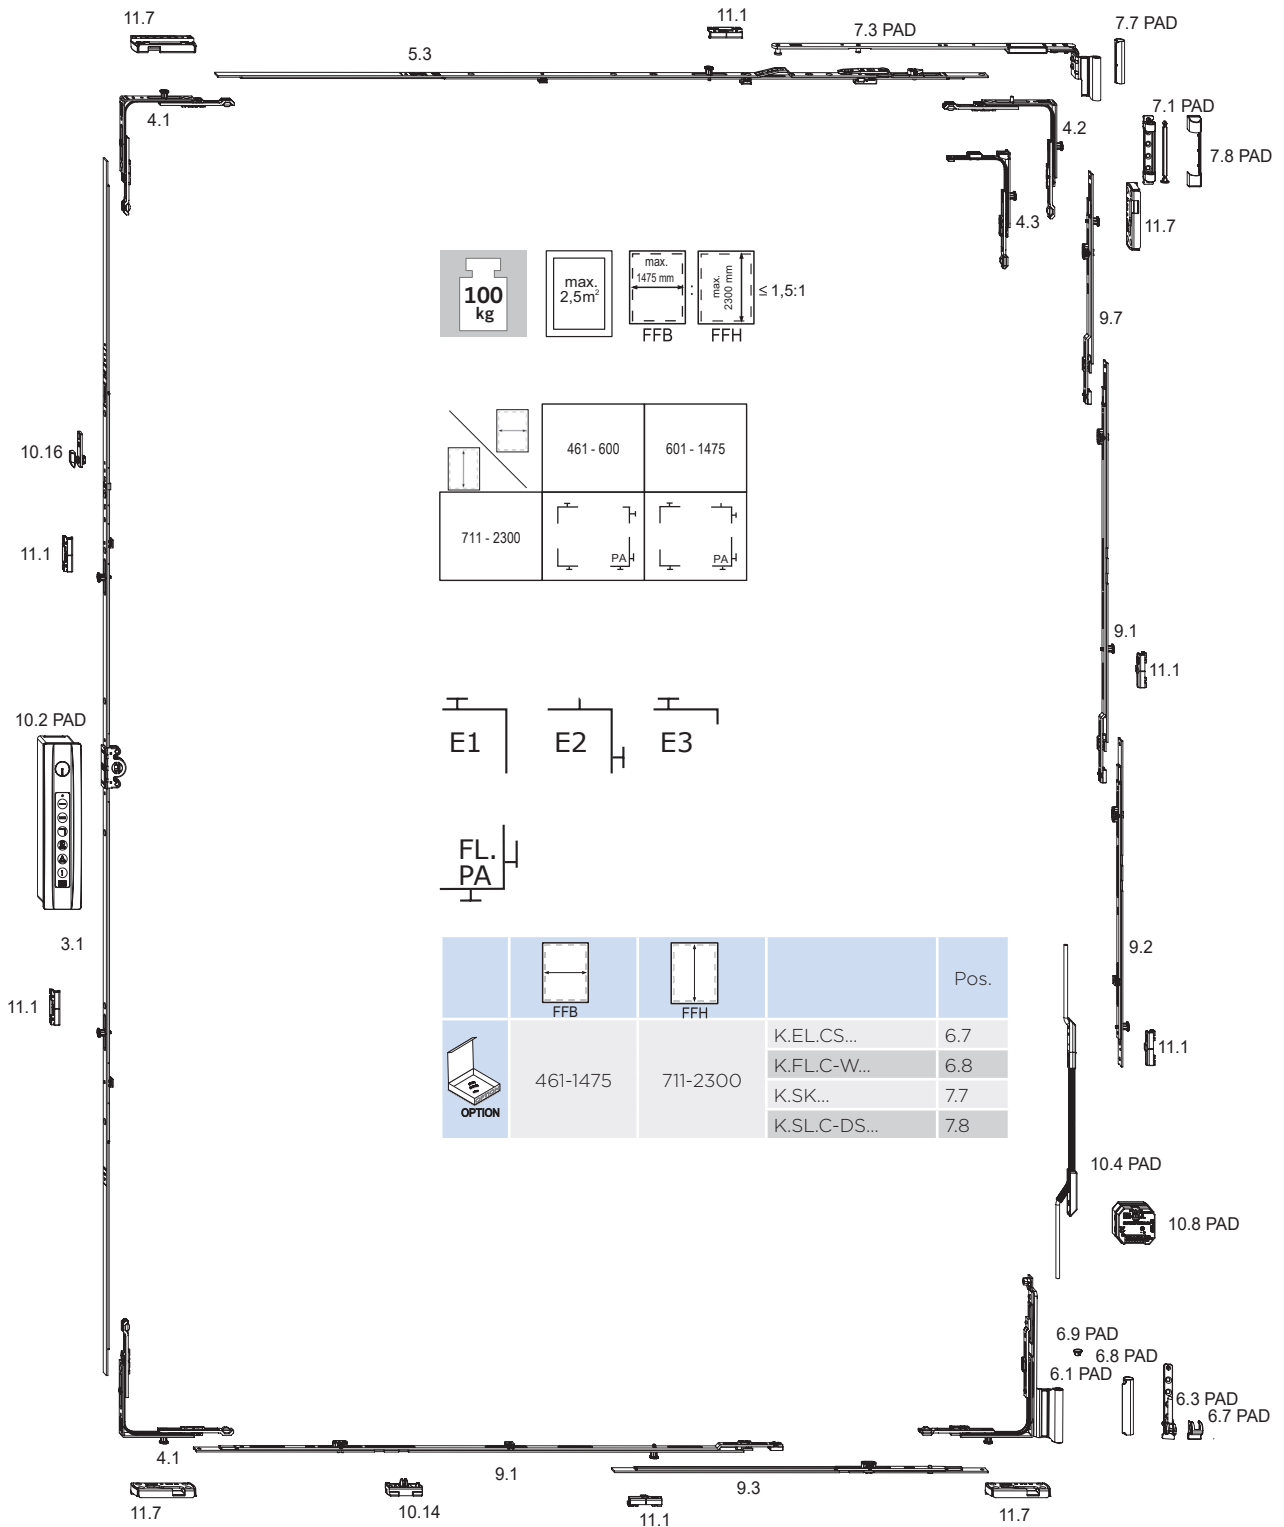 11.7
11.1
7.3 PAD
7.7 PAD
5.3
4.1
4.2
7.1 PAD
7.8 PAD
4.3
11.7
100
kg
max.
2,5m²
max.
1475 mm
:
max.
2300 mm
≤ 1,5:1
FFB
FFH
9.7
10.16
461 - 600
601 - 1475
11.1
711 - 2300
PA
PA
9.1
11.1
10.2 PAD
E1
E2
E3
FL.
PA
3.1
9.2
11.1
11.1
FFB
FFH
Pos.
OPTION
461-1475
711-2300
K.EL.CS...
6.7
K.FL.C-W...
6.8
K.SK...
7.7
K.SL.C-DS...
7.8
10.4 PAD
10.8 PAD
6.9 PAD
6.8 PAD
6.1 PAD
6.3 PAD
6.7 PAD
4.1
9.1
9.3
11.7
10.14
11.1
11.7